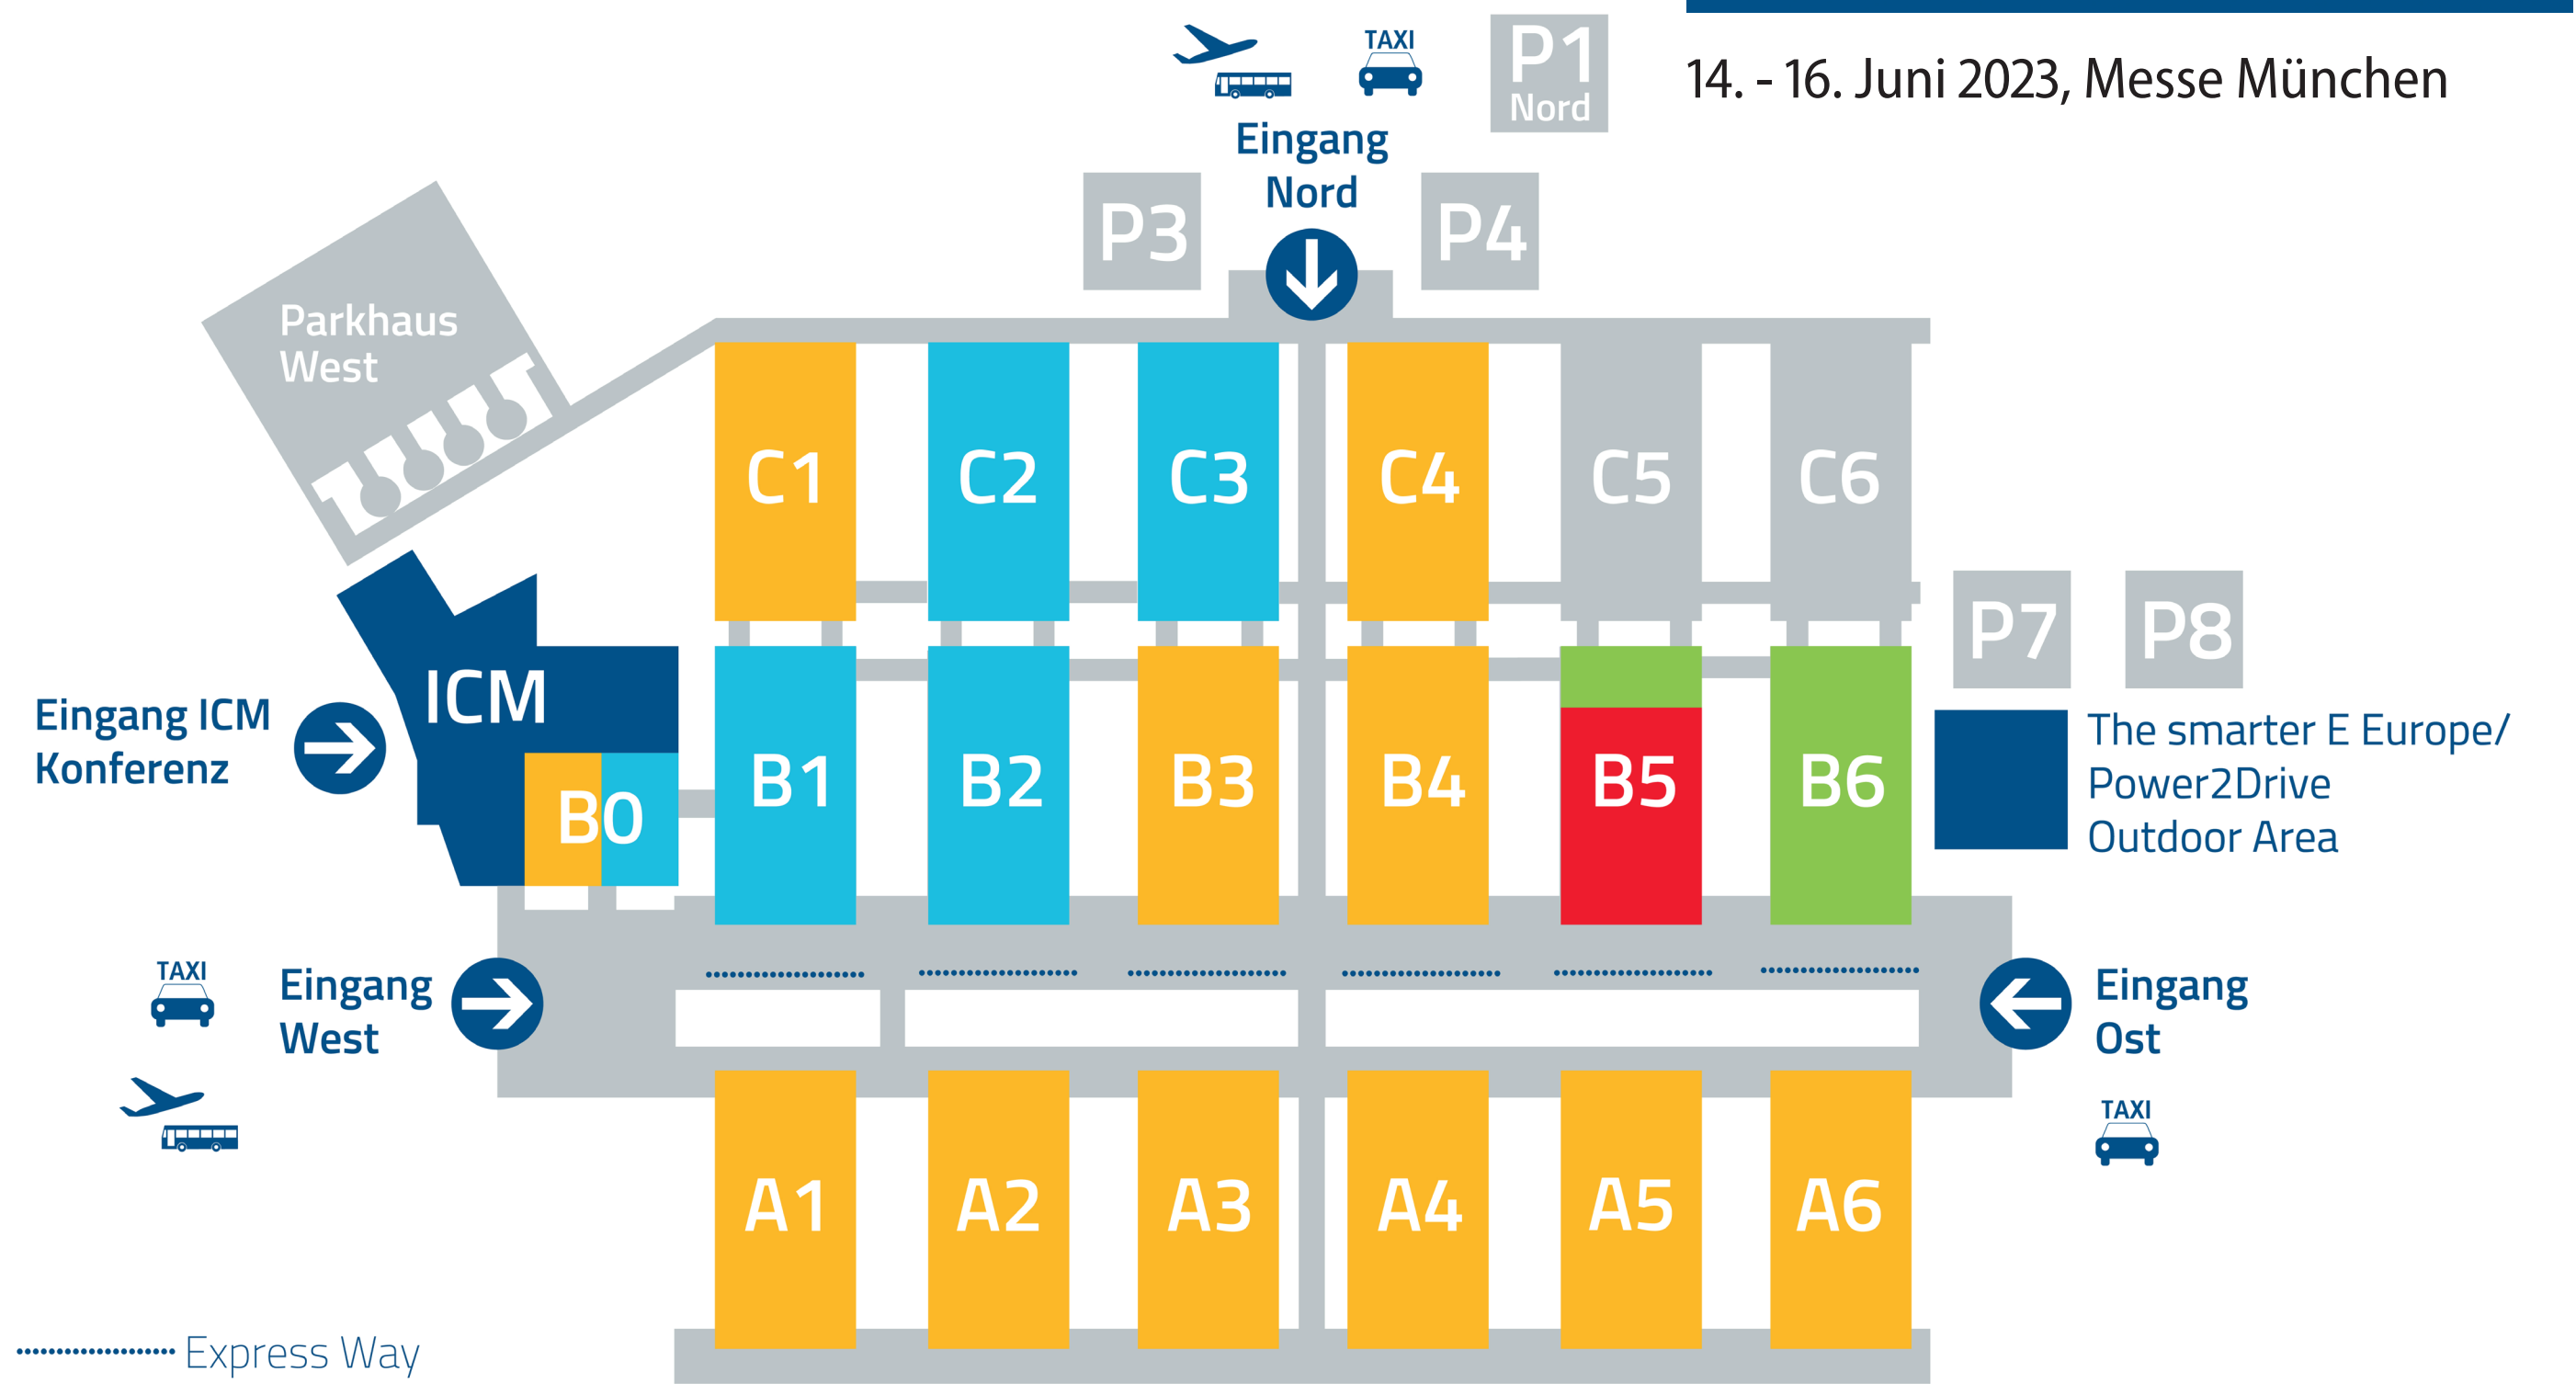 14. - 16. Juni 2023, Messe München
TAXI
P1
Nord
Eingang
Nord
P3
P4
Parkhaus
West
C1
C2
C3
C4
C5
C6
P7
P8
ICM
Eingang ICM
Konferenz
B0
B1
B2
B3
B4
B5
B6
The smarter E Europe/
Power2Drive
Outdoor Area
TAXI
Eingang
West
Eingang
Ost
TAXI
A1
A2
A3
A4
A5
A6
Express Way